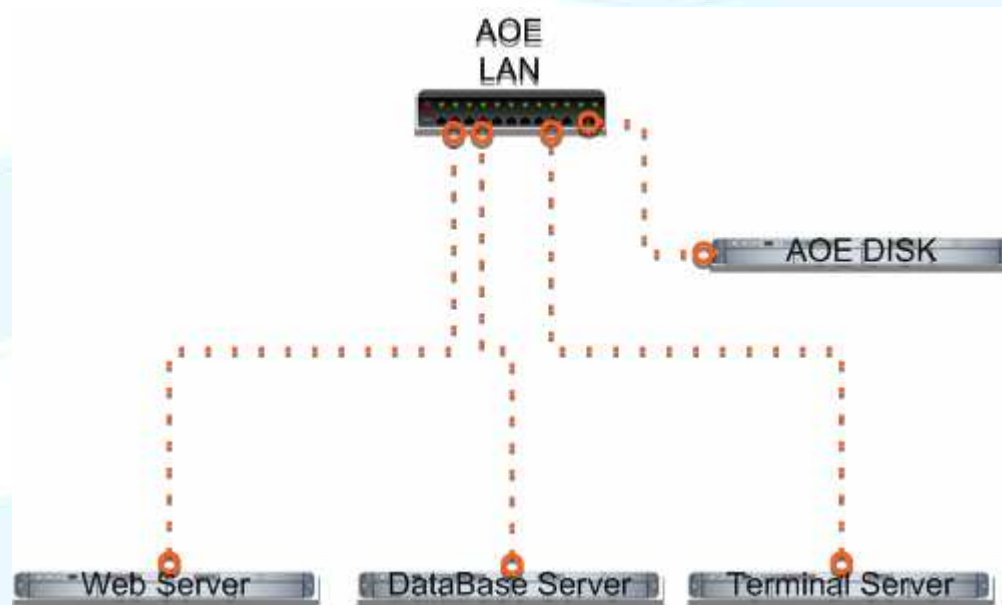 AOE
LAN
AOE DISK
Web Server
DataBase Server
Terminal Server